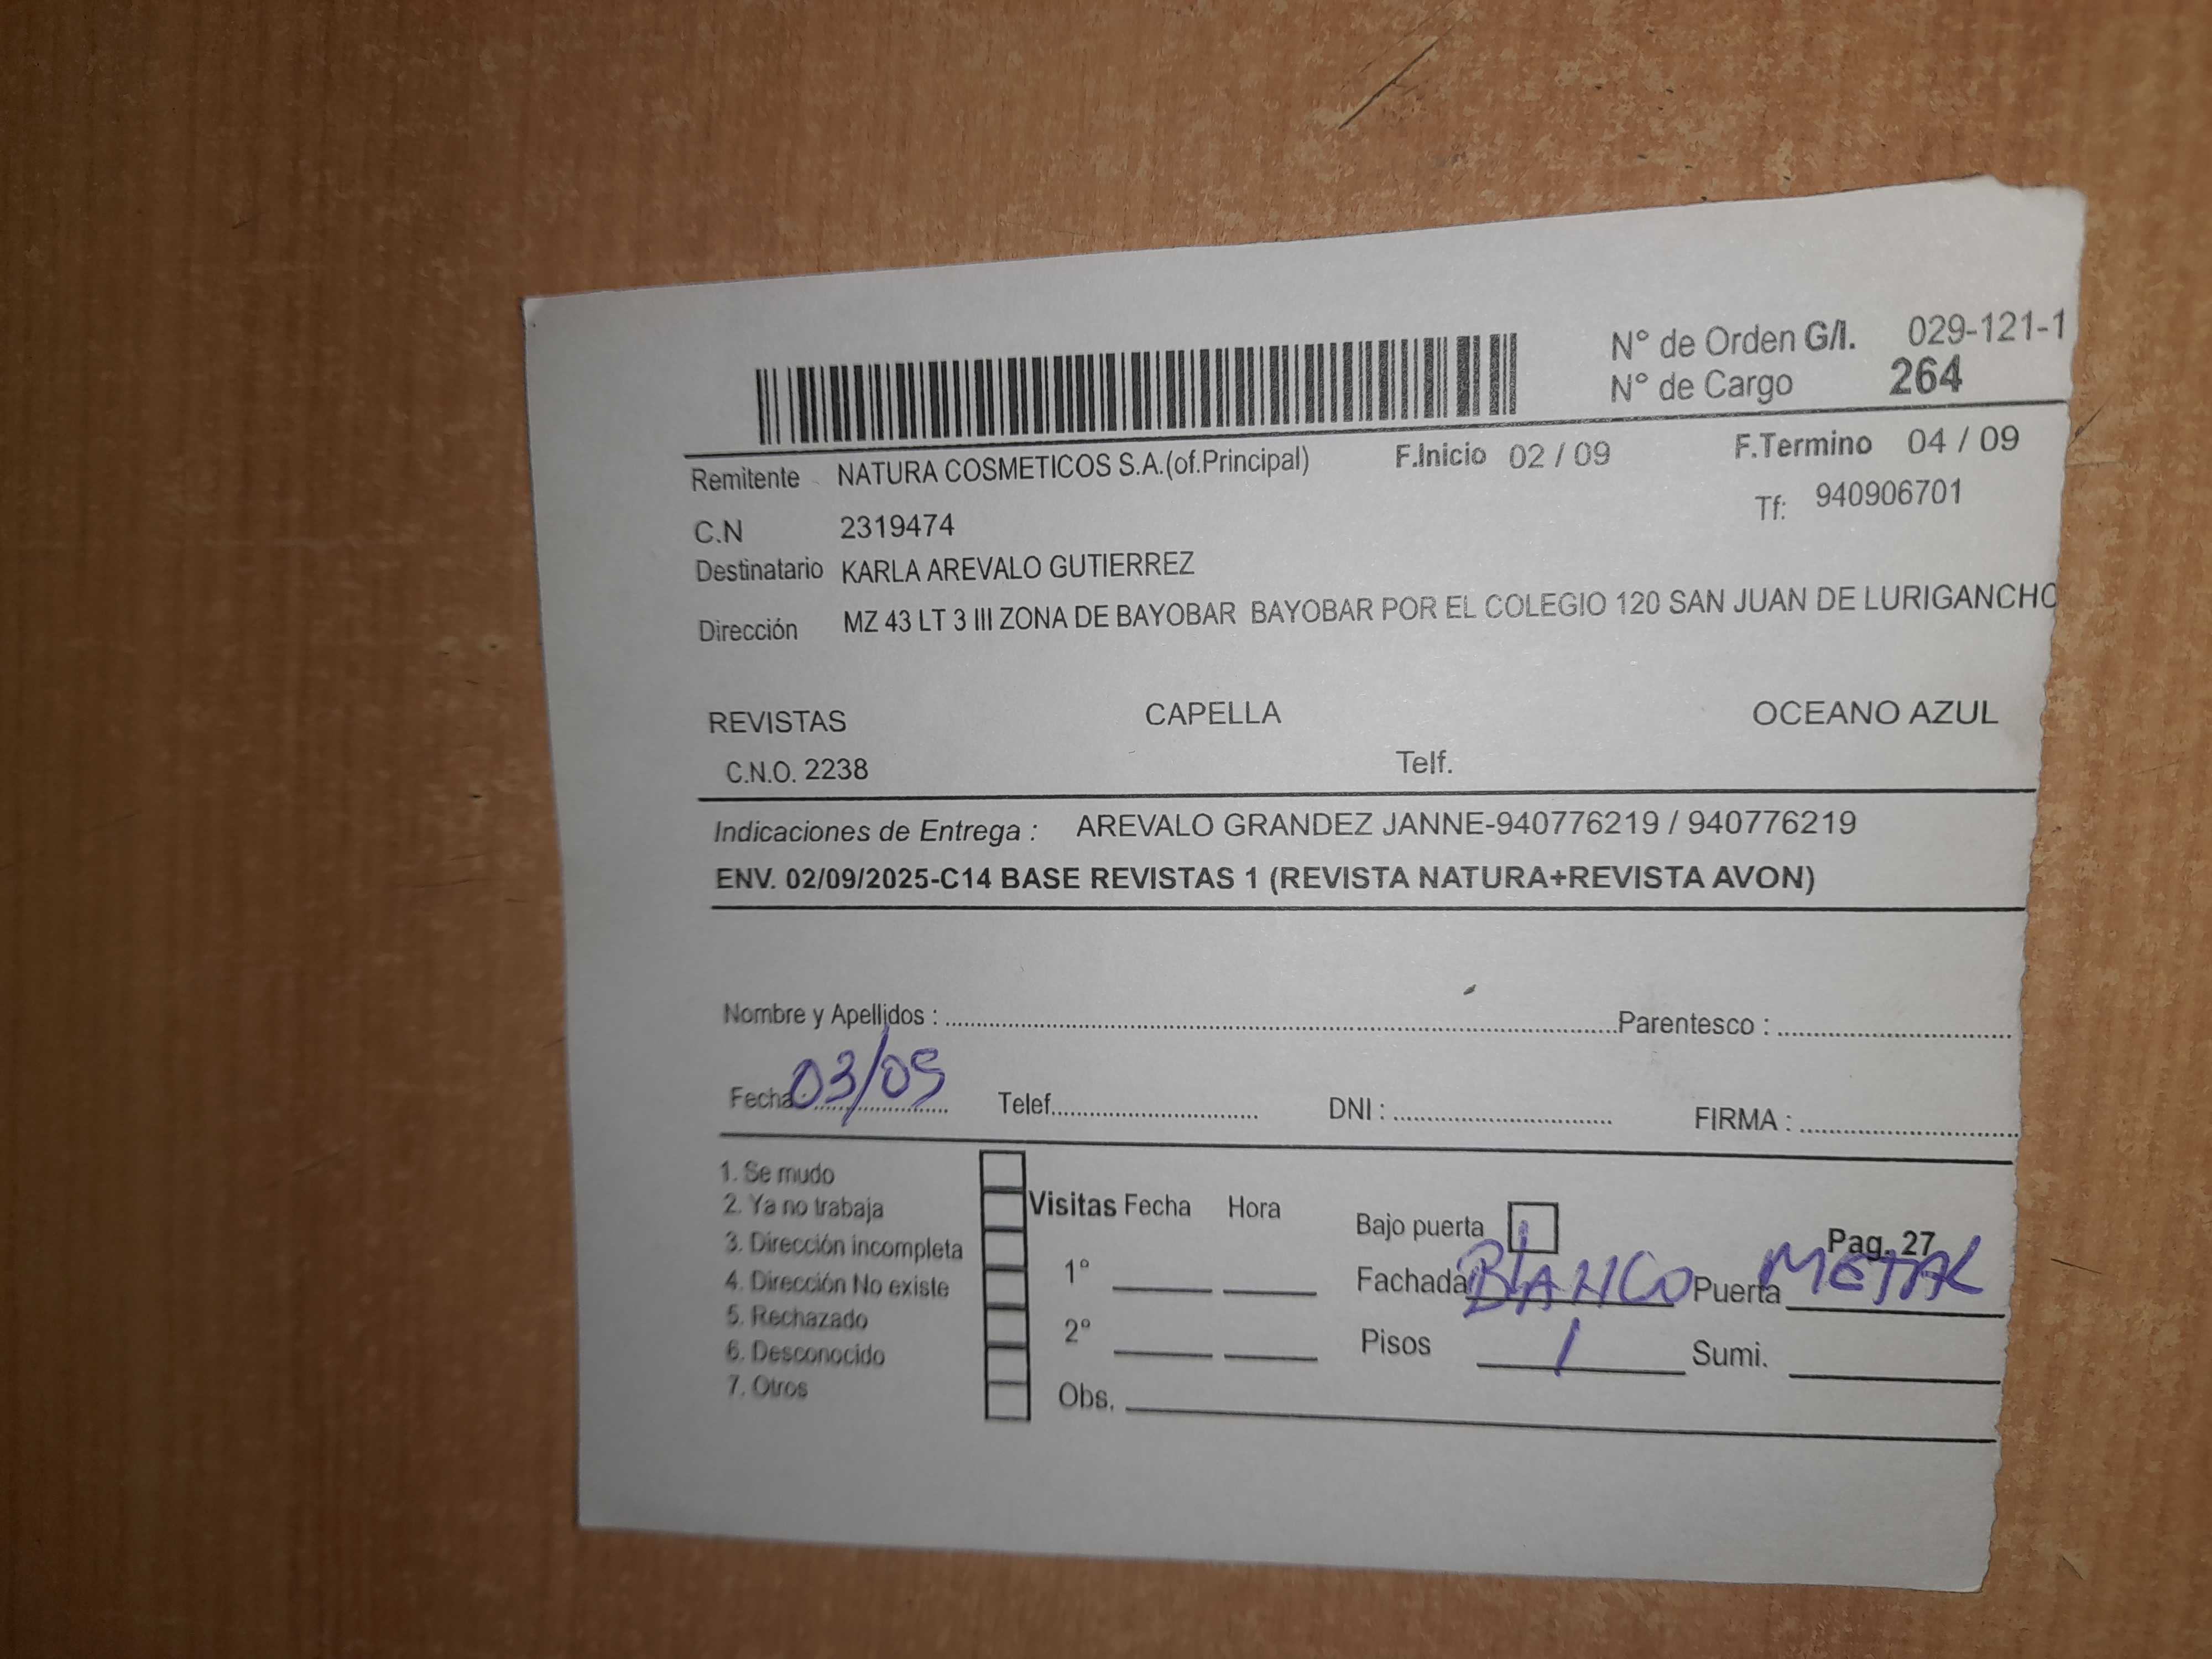 N° de Orden G/I. 029-121-1
N° de Cargo 264
Remitente NATURA COSMETICOS S.A.(of.Principal) F.Inicio 02 / 09 F.Termino 04 / 09
C.N 2319474 Tf: 940906701
Destinatario KARLA AREVALO GUTIERREZ
Dirección MZ 43 LT 3 III ZONA DE BAYOBAR BAYOBAR POR EL COLEGIO 120 SAN JUAN DE LURIGANCHO
REVISTAS CAPELLA OCEANO AZUL
C.N.O. 2238 Telf.
Indicaciones de Entrega : AREVALO GRANDEZ JANNE-940776219 / 940776219
ENV. 02/09/2025-C14 BASE REVISTAS 1 (REVISTA NATURA+REVISTA AVON)
Nombre y Apellidos : Parentesco :
Fecha 03/09 Telef. DNI : FIRMA :
1. Se mudo
2. Ya no trabaja Visitas Fecha Hora Bajo puerta Pag. 27
3. Dirección incompleta
4. Dirección No existe 1° Fachada BLANCO Puerta METAL
5. Rechazado
6. Desconocido 2° Pisos 1 Sumi.
7. Otros Obs.